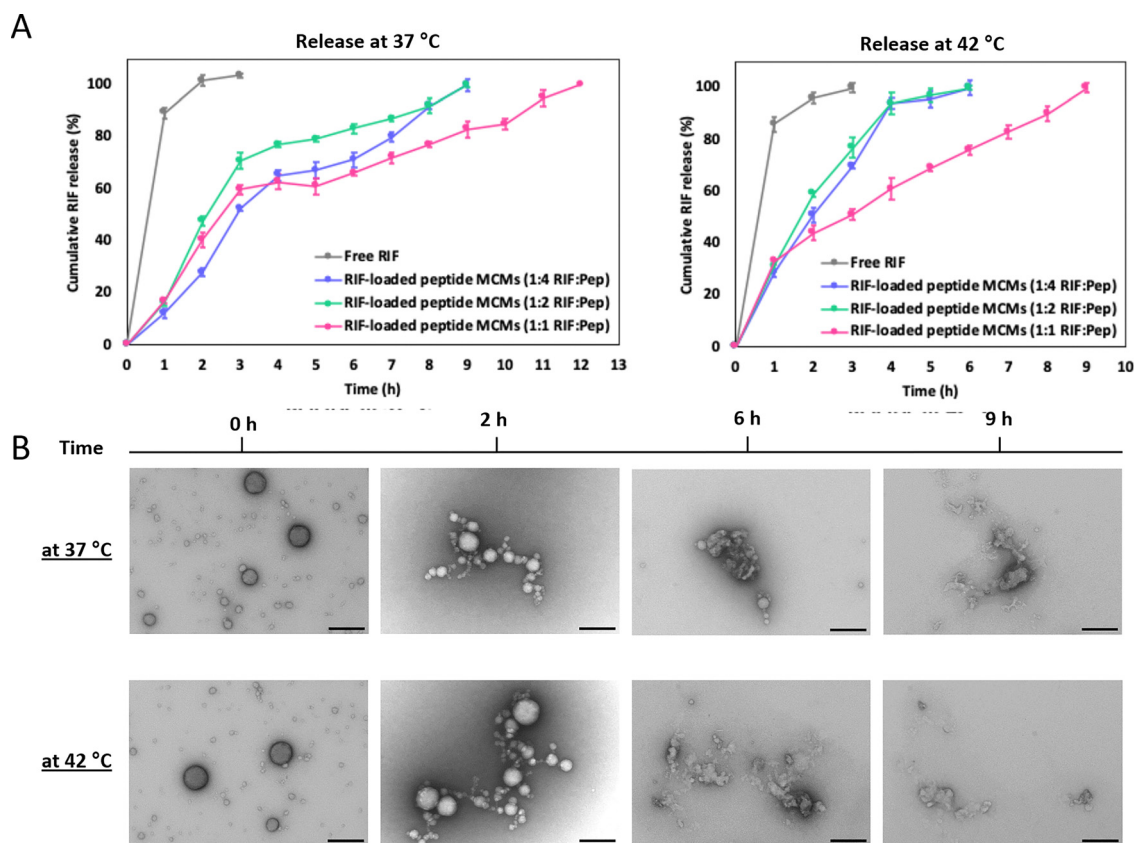 A
Release at 37 °C
Cumulative RIF release (%)
100
80
60
40
20
0
Free RIF
RIF-loaded peptide MCMs (1:4 RIF:Pep)
RIF-loaded peptide MCMs (1:2 RIF:Pep)
RIF-loaded peptide MCMs (1:1 RIF:Pep)
0 1 2 3 4 5 6 7 8 9 10 11 12 13
Time (h)
Release at 42 °C
Cumulative RIF release (%)
100
80
60
40
20
0
Free RIF
RIF-loaded peptide MCMs (1:4 RIF:Pep)
RIF-loaded peptide MCMs (1:2 RIF:Pep)
RIF-loaded peptide MCMs (1:1 RIF:Pep)
0 1 2 3 4 5 6 7 8 9 10
Time (h)
B
Time 0 h 2 h 6 h 9 h
at 37 °C
at 42 °C